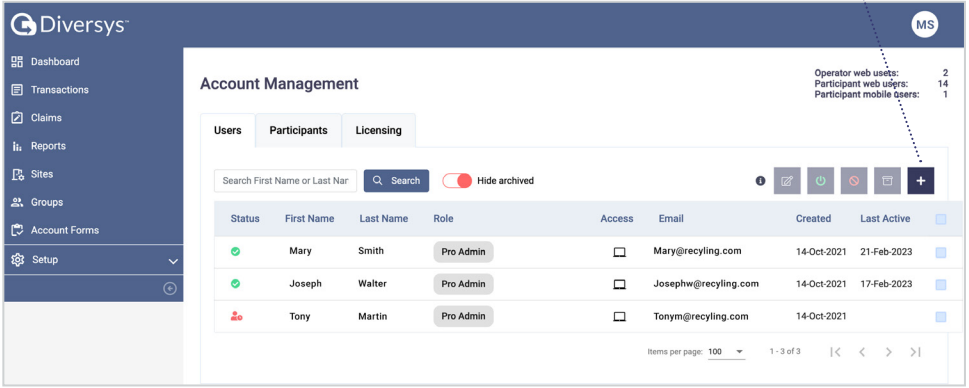 Diversys™
MS
Dashboard
Transactions
Claims
Reports
Sites
Groups
Account Forms
Setup
Account Management
Operator web users: 2
Participant web users: 14
Participant mobile users: 1
Users Participants Licensing
Search First Name or Last Nar Search Hide archived
Status First Name Last Name Role Access Email Created Last Active
Mary Smith Pro Admin Mary@recyling.com 14-Oct-2021 21-Feb-2023
Joseph Walter Pro Admin Josephw@recyling.com 14-Oct-2021 17-Feb-2023
Tony Martin Pro Admin Tonym@recyling.com 14-Oct-2021
Items per page: 100 1 - 3 of 3